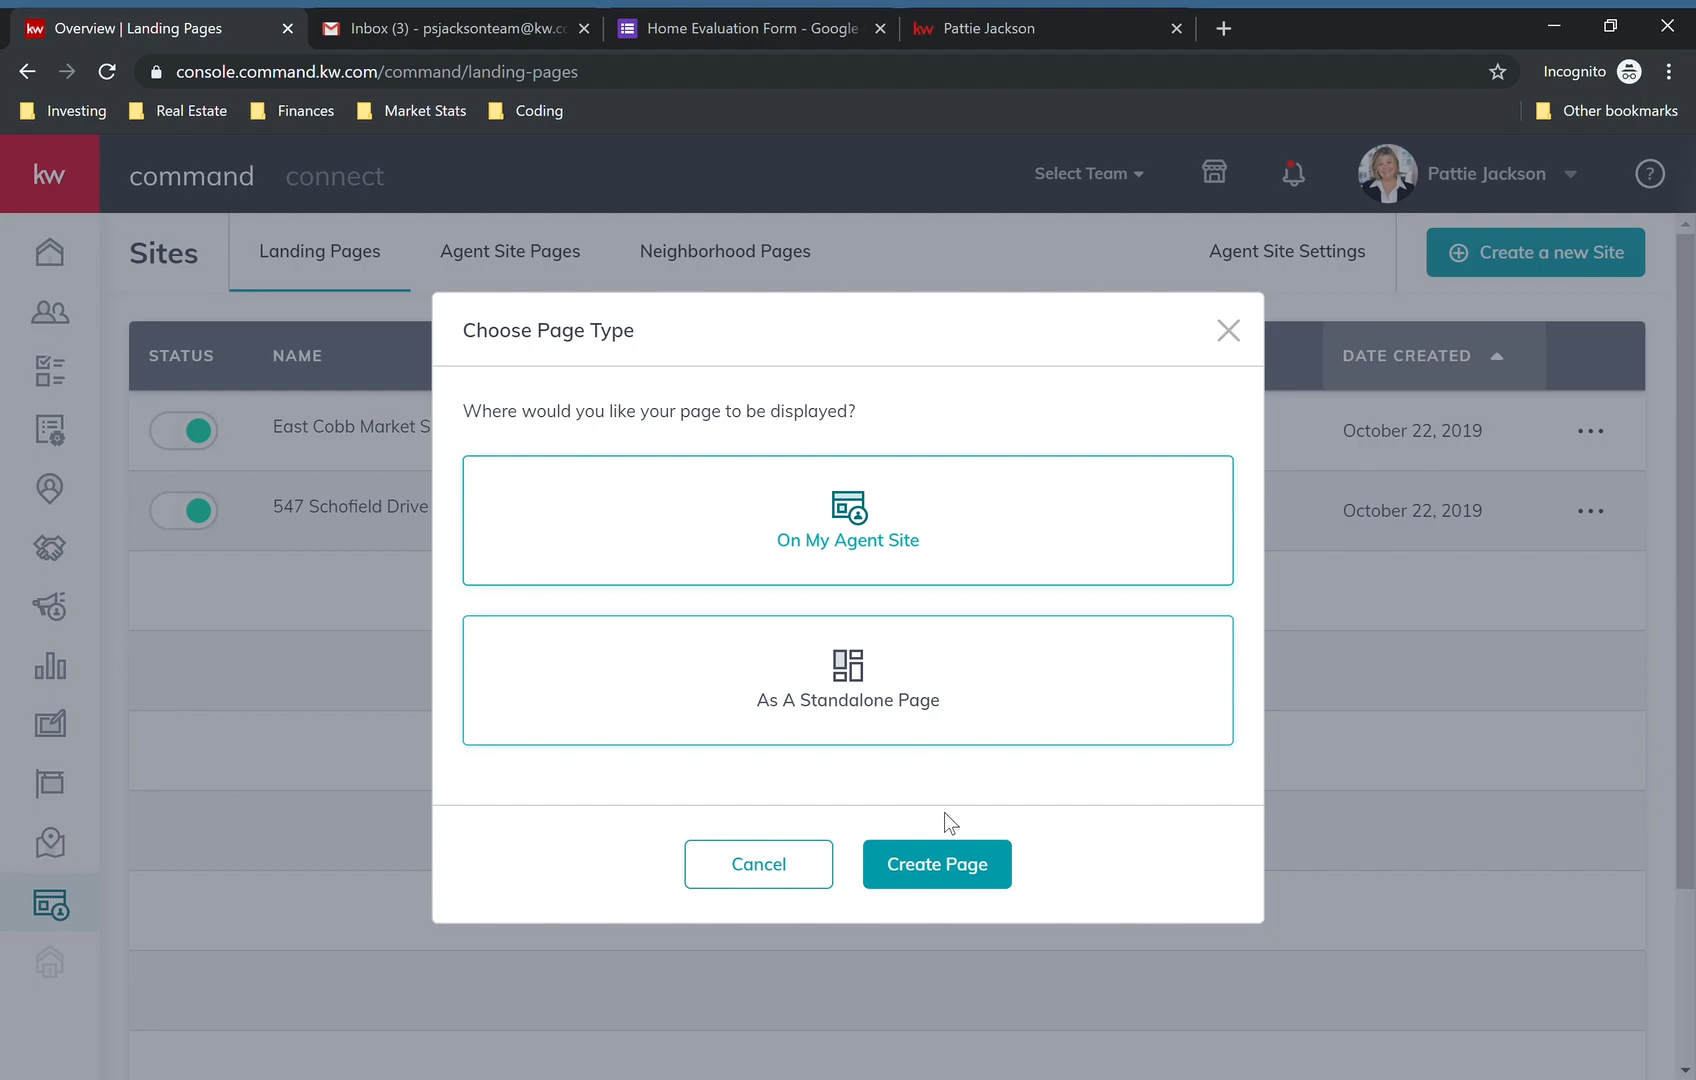 Overview | Landing Pages
Inbox (3) - psjacksonteam@kw.cc
Home Evaluation Form - Google
kw Pattie Jackson
console.command.kw.com/command/landing-pages
Incognito
Investing
Real Estate
Finances
Market Stats
Coding
Other bookmarks
kw
command connect
Select Team
Pattie Jackson
?
Sites
Landing Pages
Agent Site Pages
Neighborhood Pages
Agent Site Settings
Create a new Site
Choose Page Type
STATUS
NAME
DATE CREATED
Where would you like your page to be displayed?
East Cobb Market S
October 22, 2019
547 Schofield Drive
October 22, 2019
On My Agent Site
As A Standalone Page
Cancel
Create Page